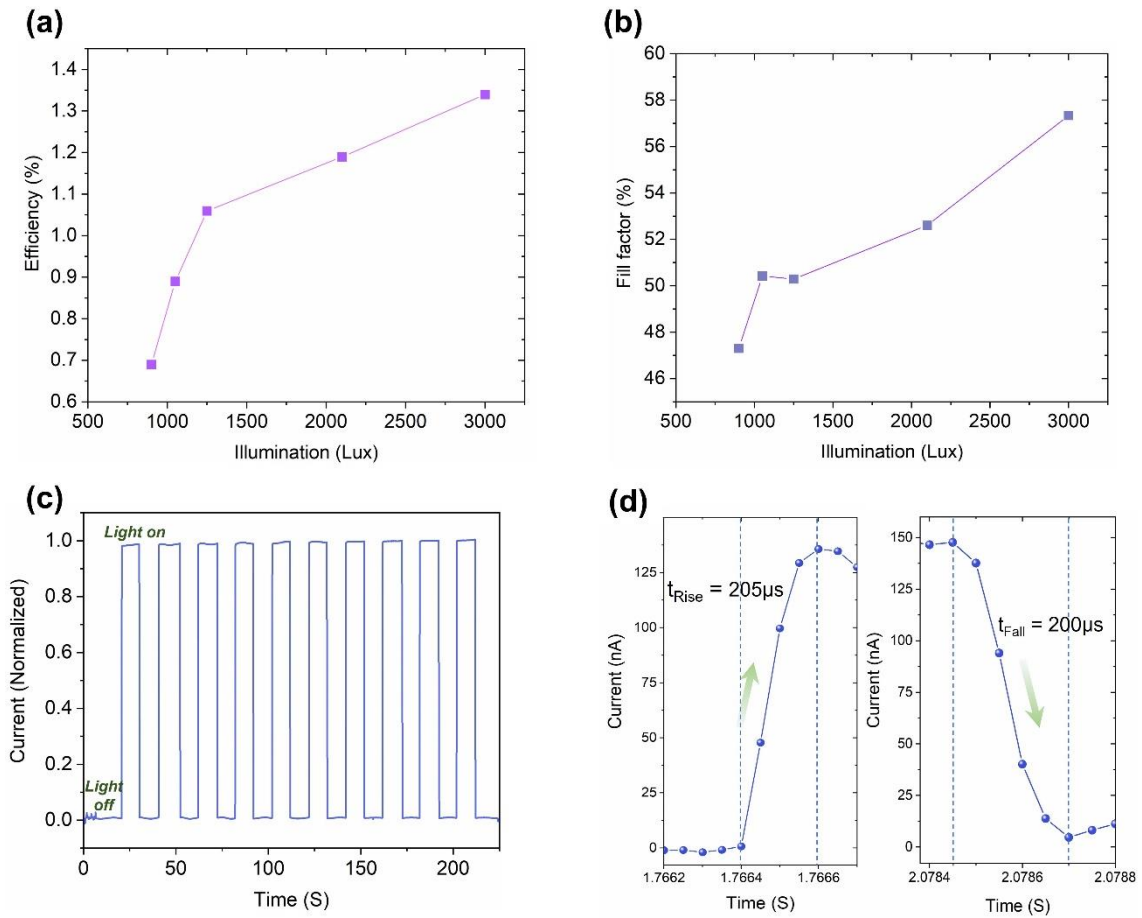 (a)
1.4
1.3
1.2
1.1
1.0
0.9
0.8
0.7
0.6
Efficiency (%)
500 1000 1500 2000 2500 3000
Illumination (Lux)
(b)
60
58
56
54
52
50
48
46
Fill factor (%)
500 1000 1500 2000 2500 3000
Illumination (Lux)
(c)
Light on
1.0
0.8
0.6
0.4
0.2
0.0
Light
off
Current (Normalized)
0 50 100 150 200
Time (S)
(d)
125
100
75
50
25
0
Current (nA)
tRise = 205µs
1.7662 1.7664 1.7666
Time (S)
150
125
100
75
50
25
0
Current (nA)
tFall = 200µs
2.0784 2.0786 2.0788
Time (S)